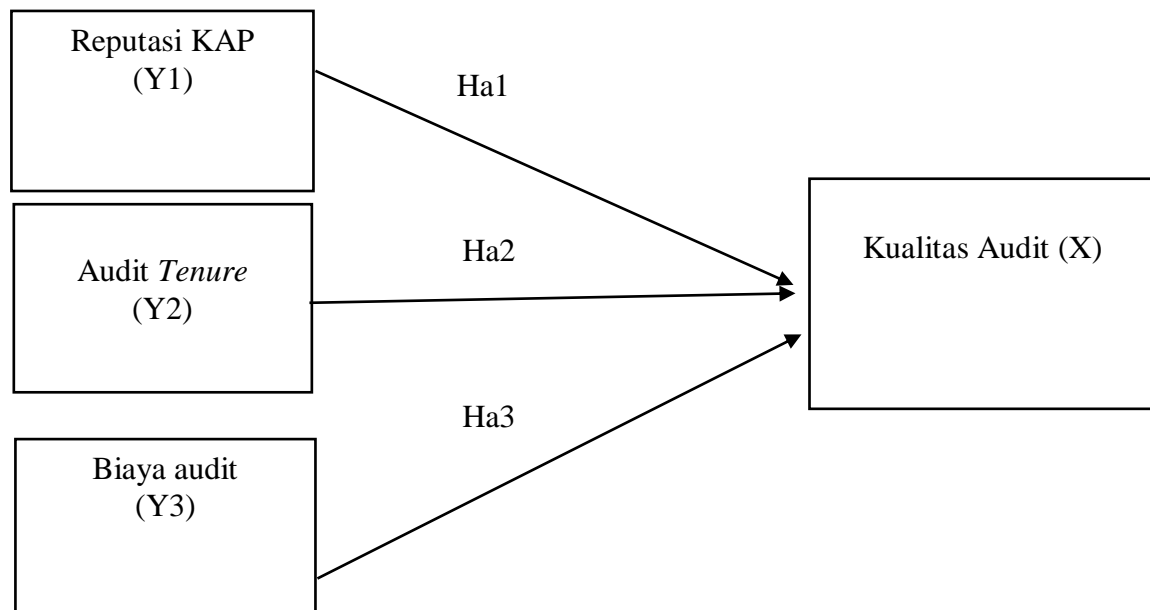 Reputasi KAP
(Y1)
Ha1
Audit Tenure
(Y2)
Ha2
Kualitas Audit (X)
Biaya audit
(Y3)
Ha3